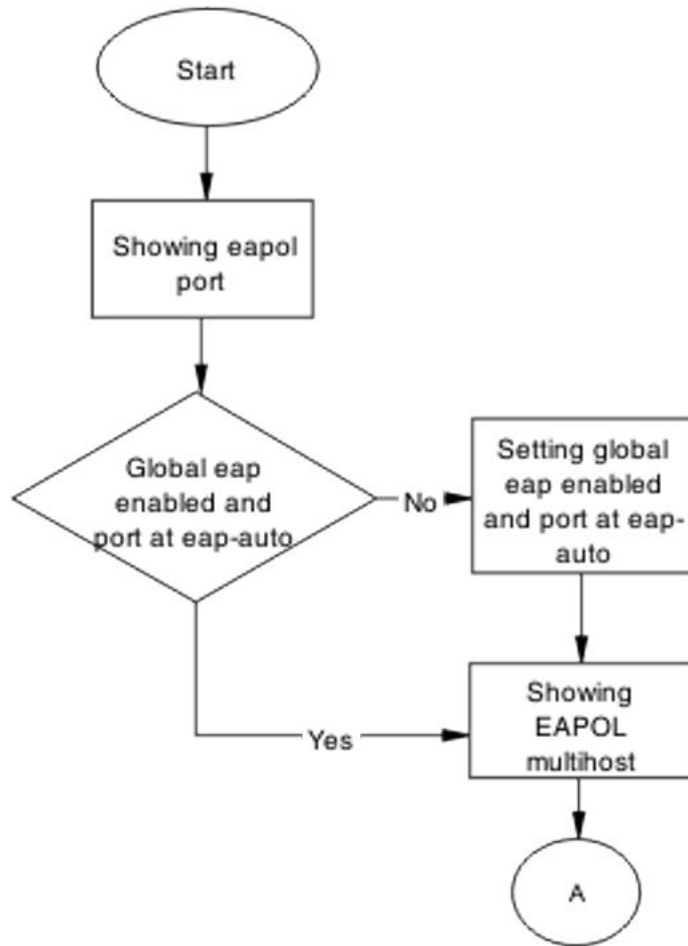 Start
Showing eapol
port
Global eap
enabled and
port at eap-auto
No
Setting global
eap enabled
and port at eap-
auto
Yes
Showing
EAPOL
multihost
A